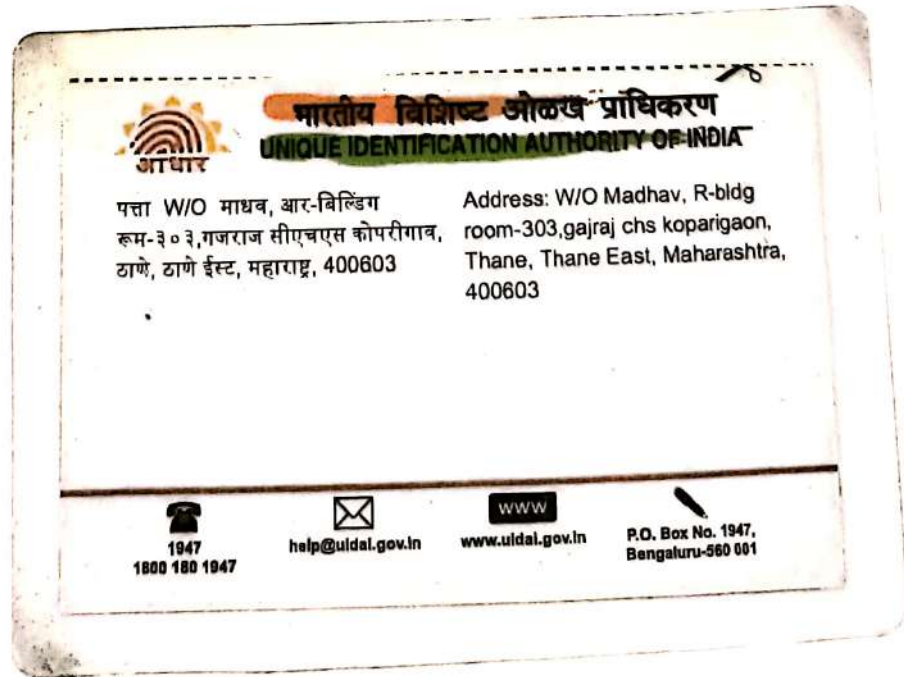 भारतीय विशिष्ट ओळख प्राधिकरण
UNIQUE IDENTIFICATION AUTHORITY OF INDIA
आधार
पत्ता W/O माधव, आर-बिल्डिंग
रूम-३०३,गजराज सीएचएस कोपरीगाव,
ठाणे, ठाणे ईस्ट, महाराष्ट्र, 400603
Address: W/O Madhav, R-bldg
room-303,gajraj chs koparigaon,
Thane, Thane East, Maharashtra,
400603
1947
1800 180 1947
help@uidai.gov.in
www
www.uidai.gov.in
P.O. Box No. 1947,
Bengaluru-560 001